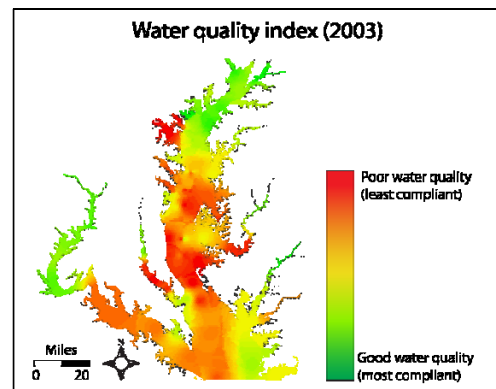 Water quality index (2003)
Poor water quality
(least compliant)
Good water quality
(most compliant)
Miles
0 20
N